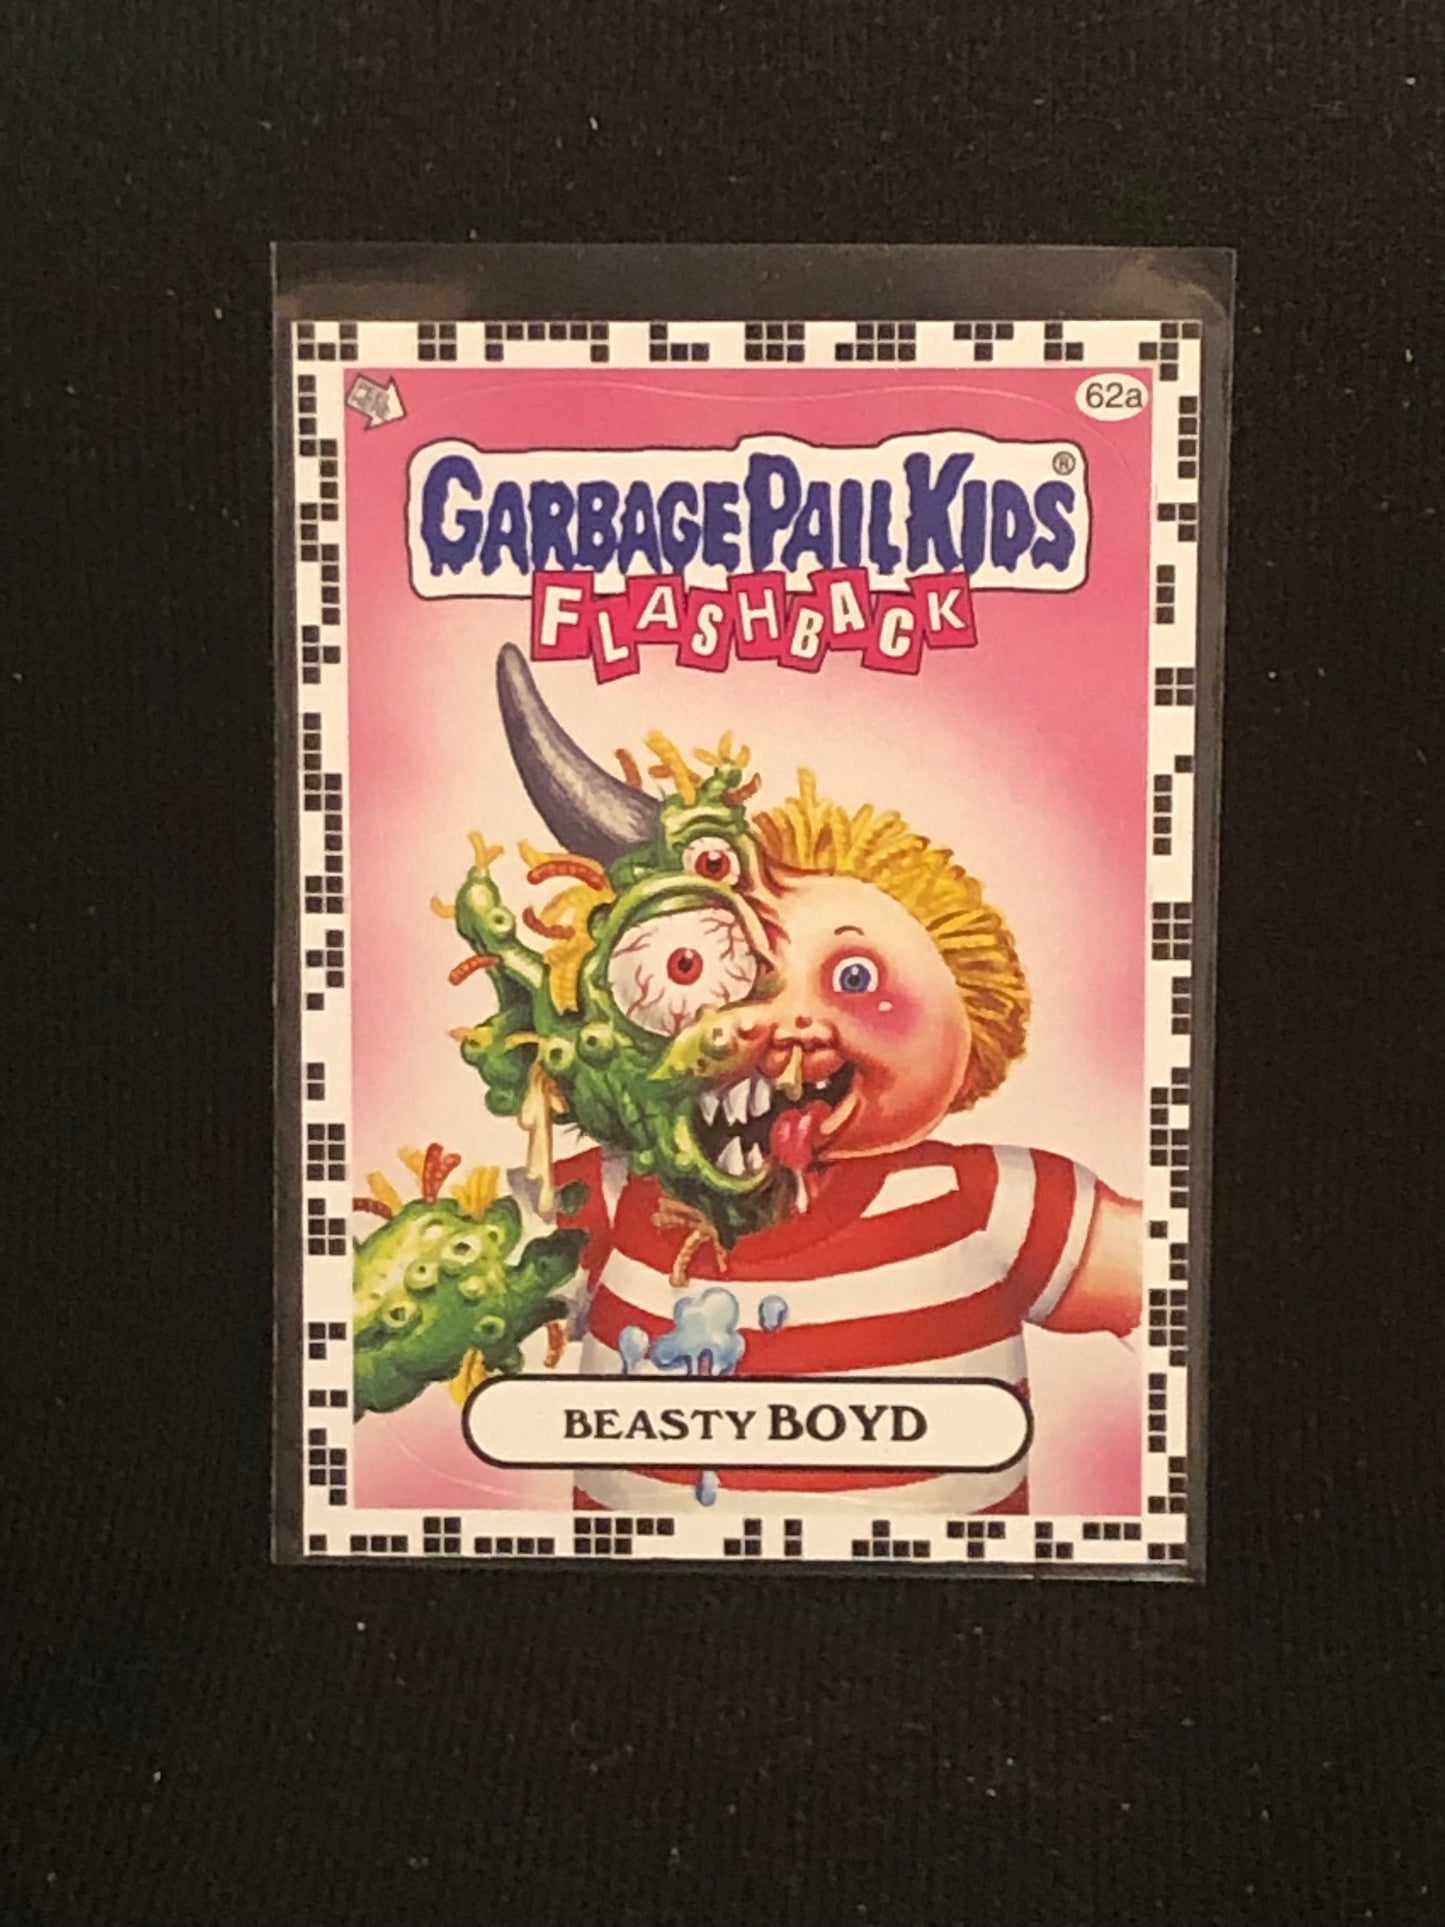 62a
GARBAGE PAIL KIDS®
FLASHBACK
BEASTY BOYD